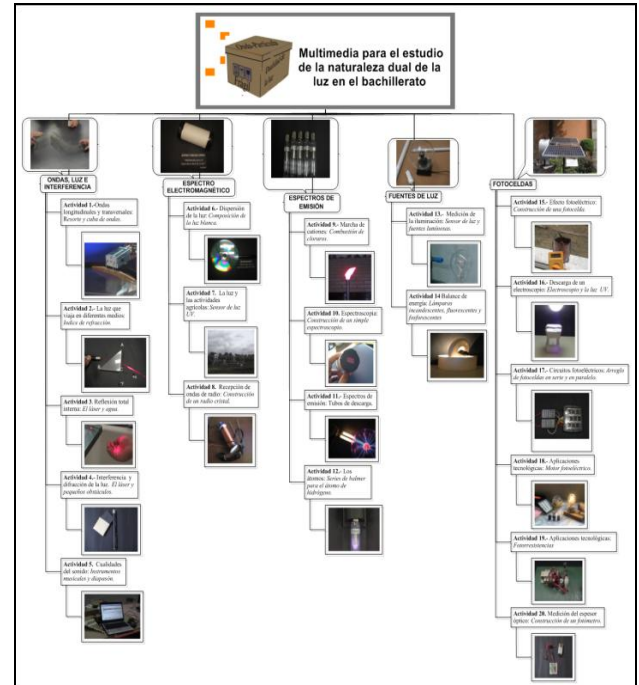 Multimedia para el estudio
de la naturaleza dual de la
luz en el bachillerato
ONDAS, LUZ E
INTERFERENCIA
Actividad 1.-Ondas
longitudinales y transversales
Resorte y cuba de ondas.
Actividad 2.- La luz que
viaja en diferentes medios:
Indice de refracción.
Actividad 3. Reflexión total
interna: El láser y agua
Actividad 4.- Interferencia y
difracción de la luz. El láser y
pequeños obstáculos.
Actividad 5. Cualidades
del sonido: Instrumentos
musicales y diapasón.
ESPECTRO
ELECTROMAGNÉTICO
Actividad 6.- Dispersión
de la luz: Composición de
la luz blanca.
Actividad 7. La luz y
las actividades
agrícolas: Sensor de luz
UV.
Actividad 8. Recepción de
ondas de radio: Construcción
de un radio cristal.
ESPECTROS DE
EMISIÓN
Actividad 9.- Marcha de
cationes: Combustión de
cloruros.
Actividad 10. Espectroscopía:
Construcción de un simple
espectroscopio.
Actividad 11.- Espectros de
emisión: Tubos de descarga.
Actividad 12.- Los
átomos: Series de balmer
para el átomo de
hidrógeno.
FUENTES DE LUZ
Actividad 13.- Medición de
la iluminación: Sensor de luz y
fuentes luminosas.
Actividad 14 Balance de
energía: Lámparas
incandescentes, fluorescentes y
fosforescentes
FOTOCELDAS
Actividad 15.- Efecto fotoeléctrico:
Construcción de una fotocelda.
Actividad 16.- Descarga de un
electroscopio: Electroscopio y la luz UV.
Actividad 17.- Circuitos fotoeléctricos: Arreglo
de fotoceldas en serie y en paralelo.
Actividad 18.- Aplicaciones
tecnológicas: Motor fotoeléctrico.
Actividad 19.- Aplicaciones tecnológicas:
Fotorresistencias
Actividad 20. Medición del espesor
óptico: Construcción de un fotómetro.